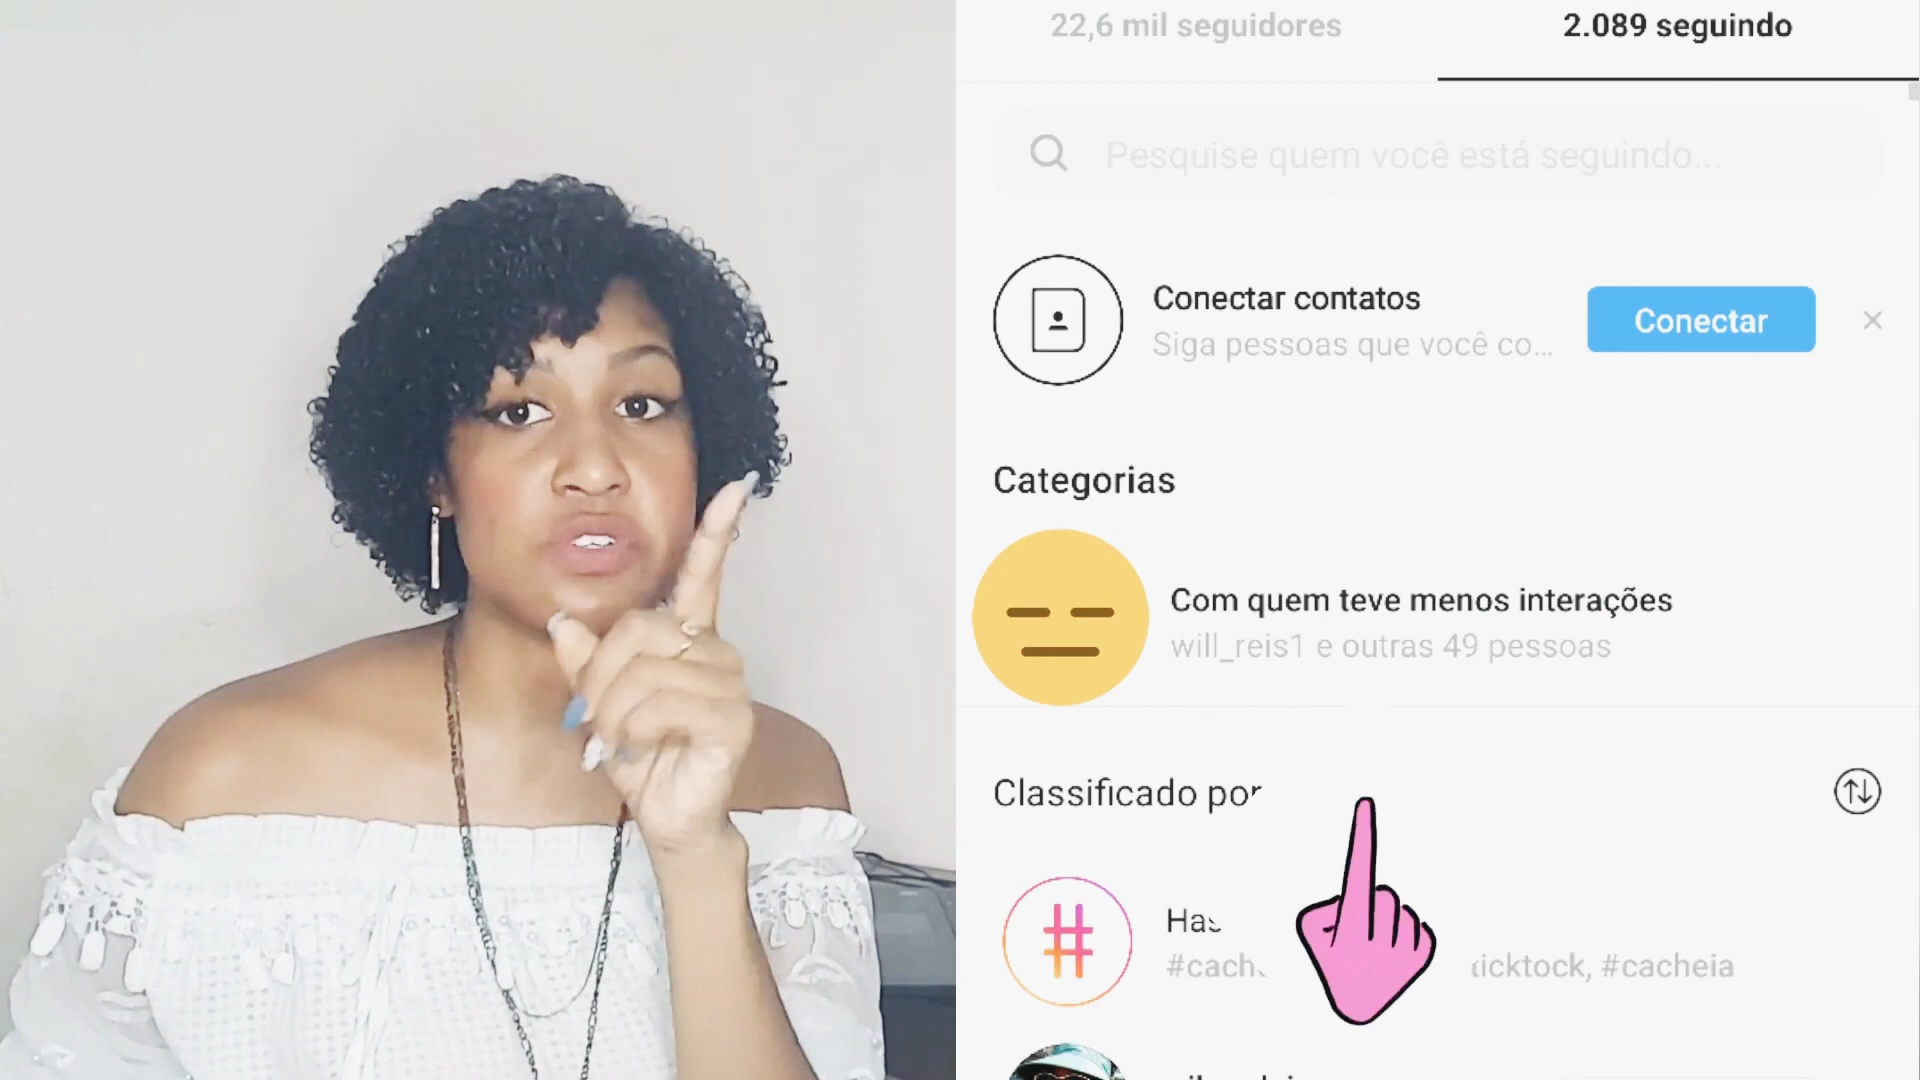 22,6 mil seguidores
2.089 seguindo
Pesquise quem você está seguindo...
Conectar contatos
Siga pessoas que você co...
Conectar
Categorias
Com quem teve menos interações
will_reis1 e outras 49 pessoas
Classificado por
#cacheia